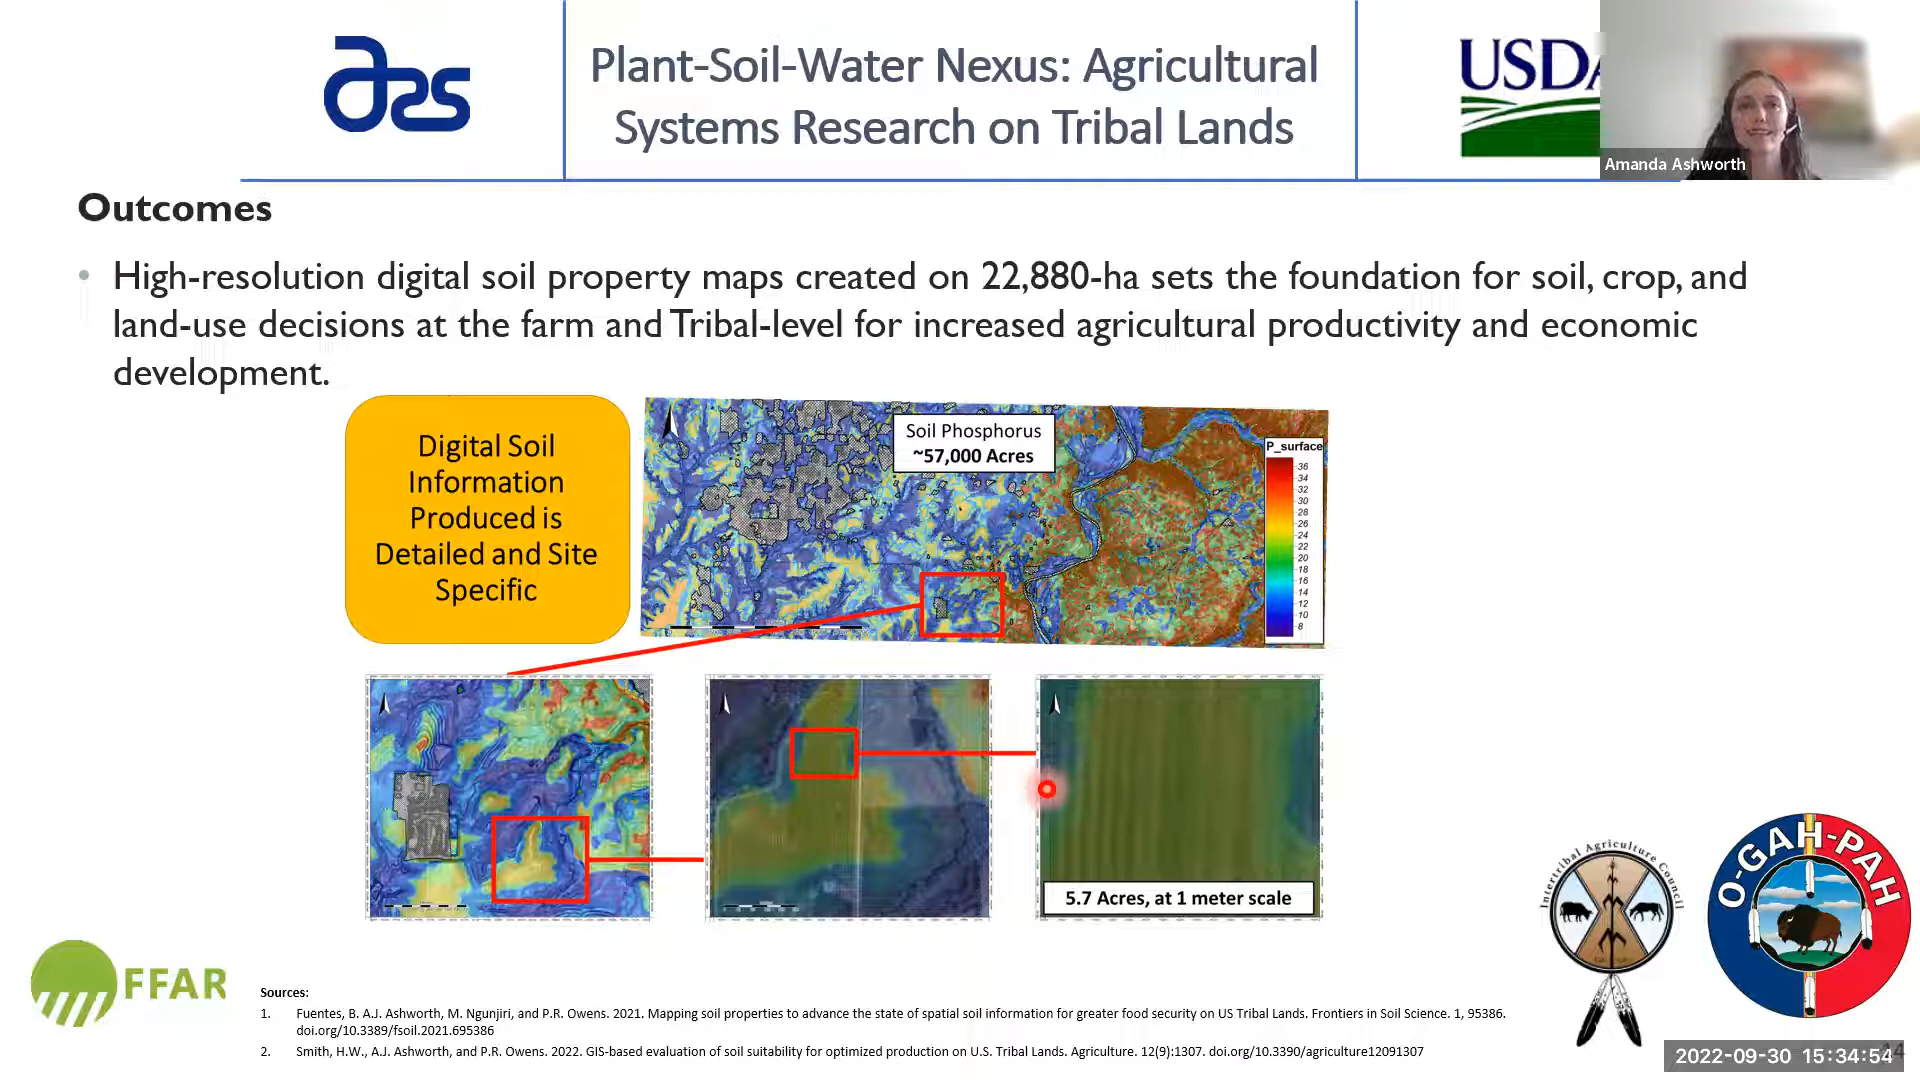 Plant-Soil-Water Nexus: Agricultural
Systems Research on Tribal Lands
USDA
Amanda Ashworth
Outcomes
High-resolution digital soil property maps created on 22,880-ha sets the foundation for soil, crop, and
land-use decisions at the farm and Tribal-level for increased agricultural productivity and economic
development.
Digital Soil
Information
Produced is
Detailed and Site
Specific
Soil Phosphorus
~57,000 Acres
P_surface
36
34
32
30
28
26
24
22
20
18
16
14
12
10
8
5.7 Acres, at 1 meter scale
Intertribal Agriculture Council
O-GAH-PAH
FFAR
Sources:
1. Fuentes, B. A.J. Ashworth, M. Ngunjiri, and P.R. Owens. 2021. Mapping soil properties to advance the state of spatial soil information for greater food security on US Tribal Lands. Frontiers in Soil Science. 1, 95386.
doi.org/10.3389/fsoil.2021.695386
2. Smith, H.W., A.J. Ashworth, and P.R. Owens. 2022. GIS-based evaluation of soil suitability for optimized production on U.S. Tribal Lands. Agriculture. 12(9):1307. doi.org/10.3390/agriculture12091307
2022-09-30 15:34:54